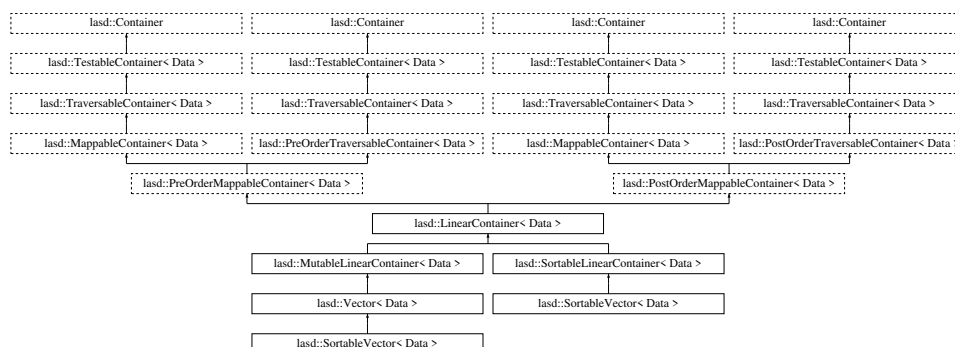 lasd::Container lasd::Container lasd::Container lasd::Container
lasd::TestableContainer< Data > lasd::TestableContainer< Data > lasd::TestableContainer< Data > lasd::TestableContainer< Data >
lasd::TraversableContainer< Data > lasd::TraversableContainer< Data > lasd::TraversableContainer< Data > lasd::TraversableContainer< Data >
lasd::MappableContainer< Data > lasd::PreOrderTraversableContainer< Data > lasd::MappableContainer< Data > lasd::PostOrderTraversableContainer< Data >
lasd::PreOrderMappableContainer< Data > lasd::PostOrderMappableContainer< Data >
lasd::LinearContainer< Data >
lasd::MutableLinearContainer< Data > lasd::SortableLinearContainer< Data >
lasd::Vector< Data > lasd::SortableVector< Data >
lasd::SortableVector< Data >